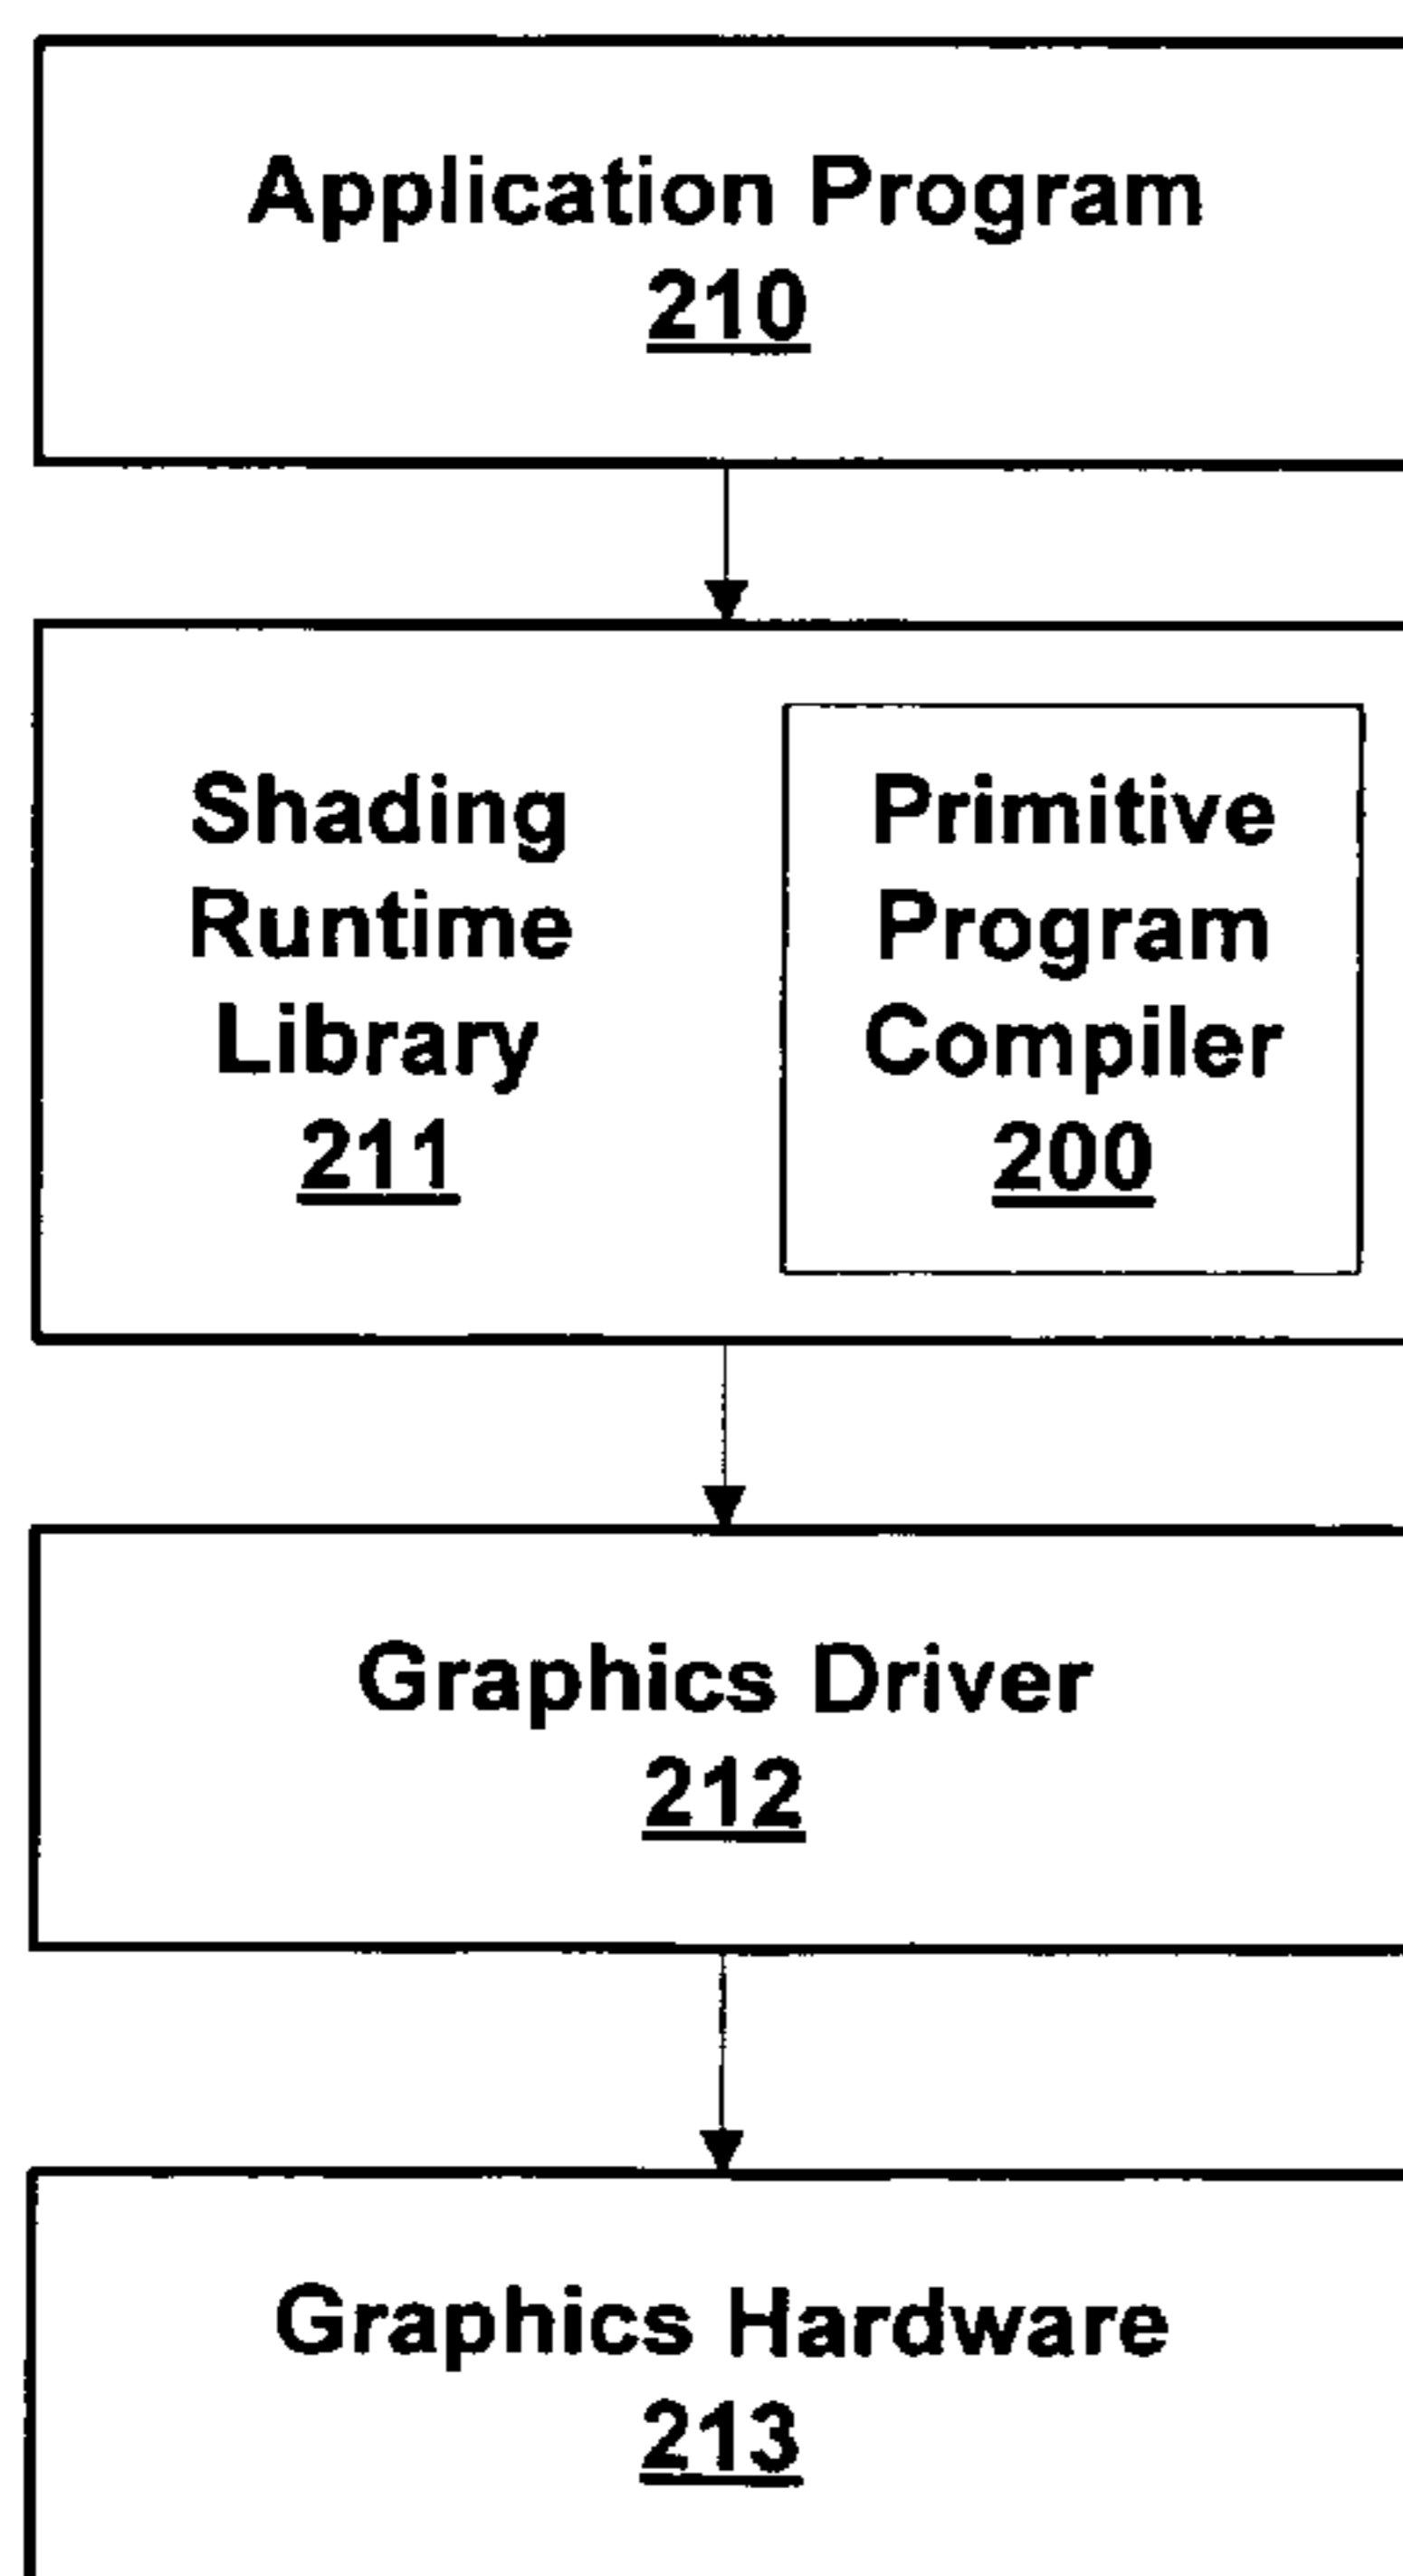 Application Program
210
Shading
Runtime
Library
211
Primitive
Program
Compiler
200
Graphics Driver
212
Graphics Hardware
213